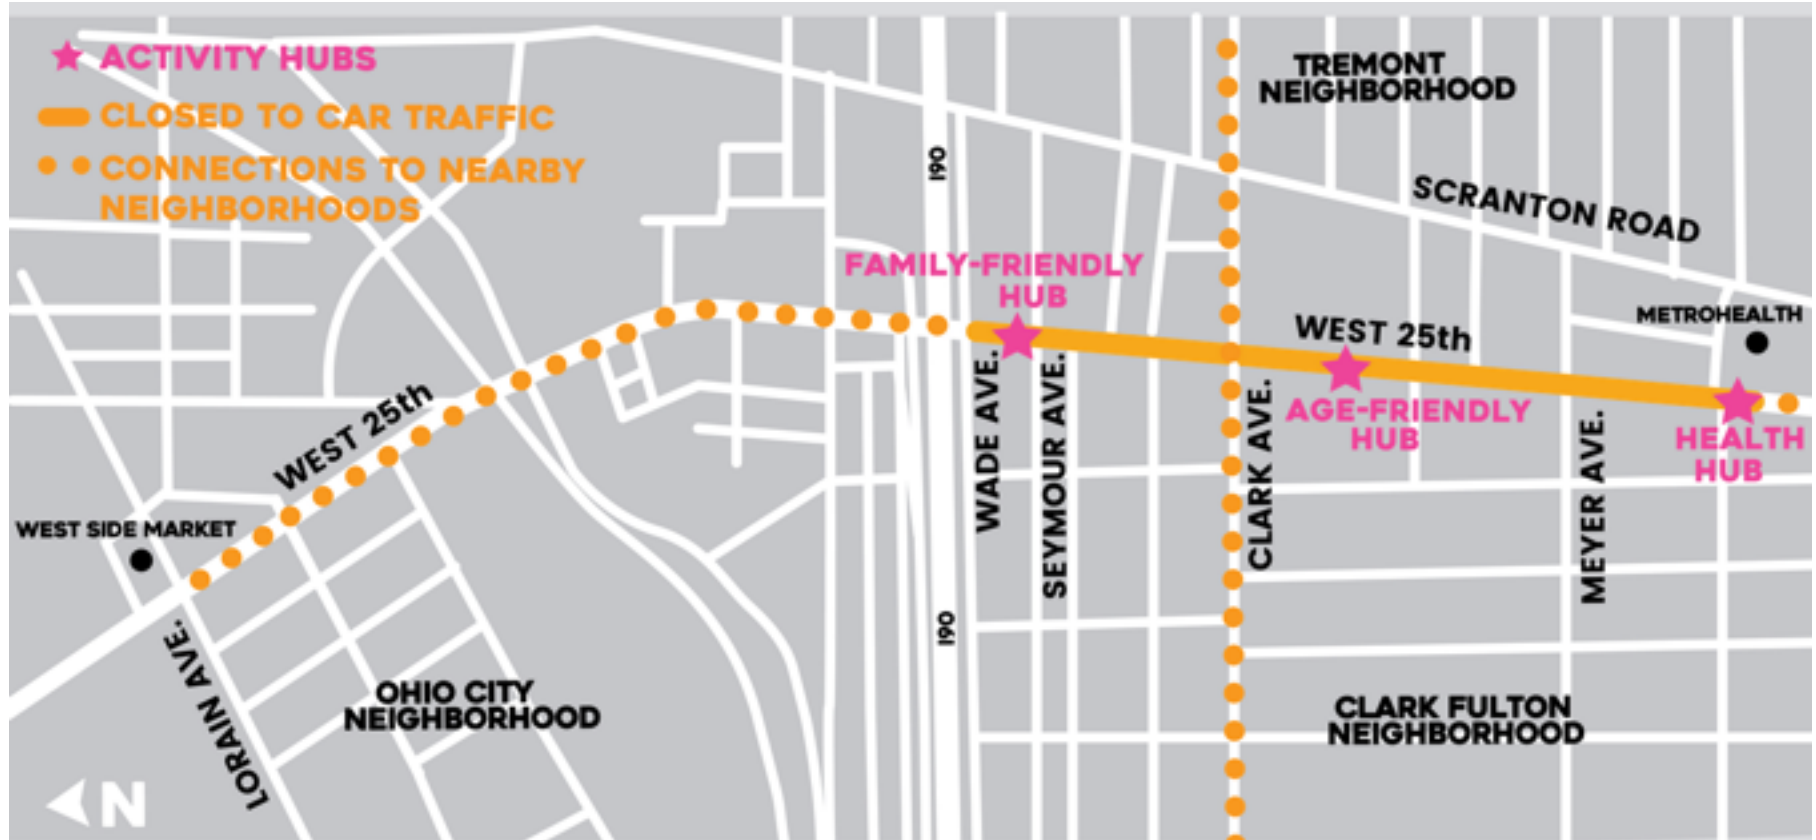 ACTIVITY HUBS
CLOSED TO CAR TRAFFIC
CONNECTIONS TO NEARBY
NEIGHBORHOODS
TREMONT
NEIGHBORHOOD
190
SCRANTON ROAD
FAMILY-FRIENDLY
HUB
METROHEALTH
WEST 25th
AGE-FRIENDLY
HUB
HEALTH
HUB
WADE AVE.
SEYMOUR AVE.
CLARK AVE.
MEYER AVE.
WEST 25th
WEST SIDE MARKET
190
LORAIN AVE.
OHIO CITY
NEIGHBORHOOD
CLARK FULTON
NEIGHBORHOOD
N